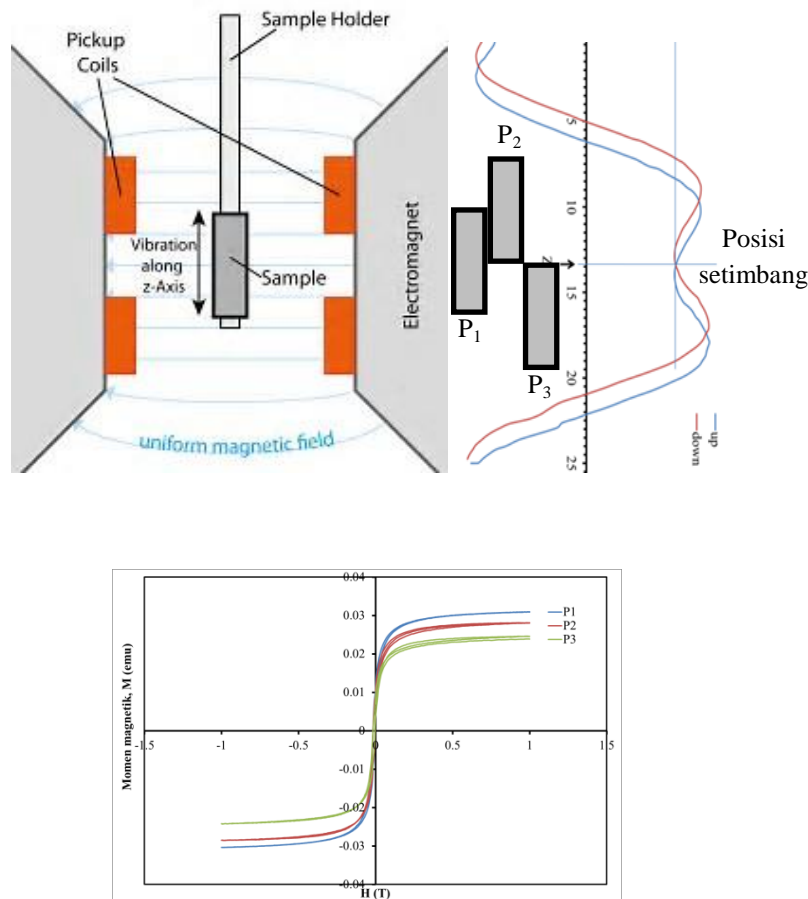 Sample Holder
Pickup
Coils
Vibration
along
z-Axis
Sample
Electromagnet
uniform magnetic field
P2
P1
P3
5
10
15
20
25
Posisi
setimbang
up
down
0.04
0.03
0.02
0.01
0
-0.01
-0.02
-0.03
-0.04
-1.5
-1
-0.5
0
0.5
1
1.5
P1
P2
P3
Momen magnetik, M (emu)
H (T)